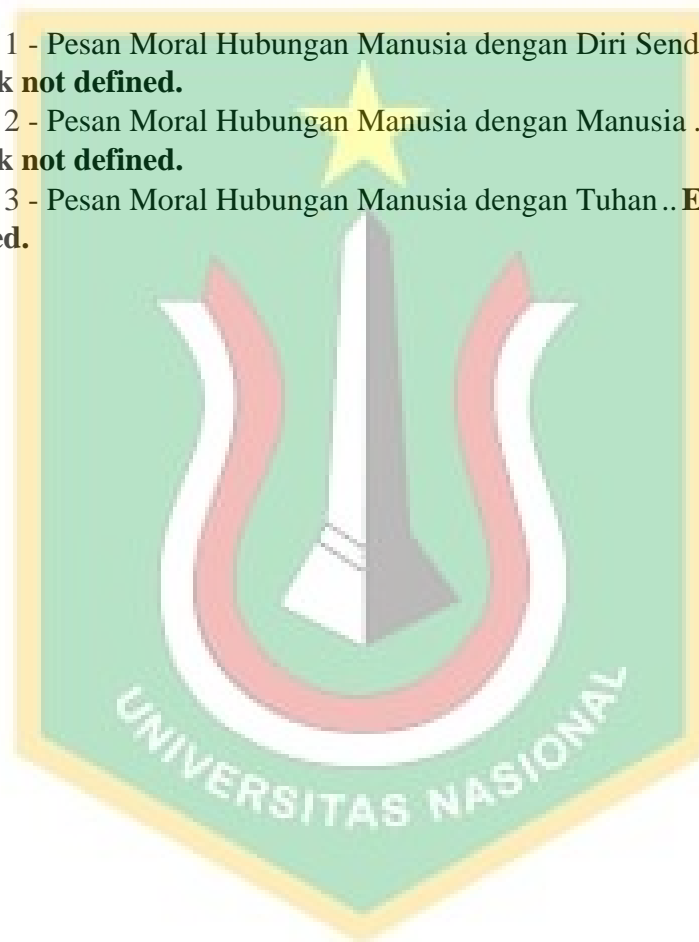 1 - Pesan Moral Hubungan Manusia dengan Diri Send
k not defined.
2 - Pesan Moral Hubungan Manusia dengan Manusia .
k not defined.
3 - Pesan Moral Hubungan Manusia dengan Tuhan .. E
ed.
UNIVERSITAS NASIONAL